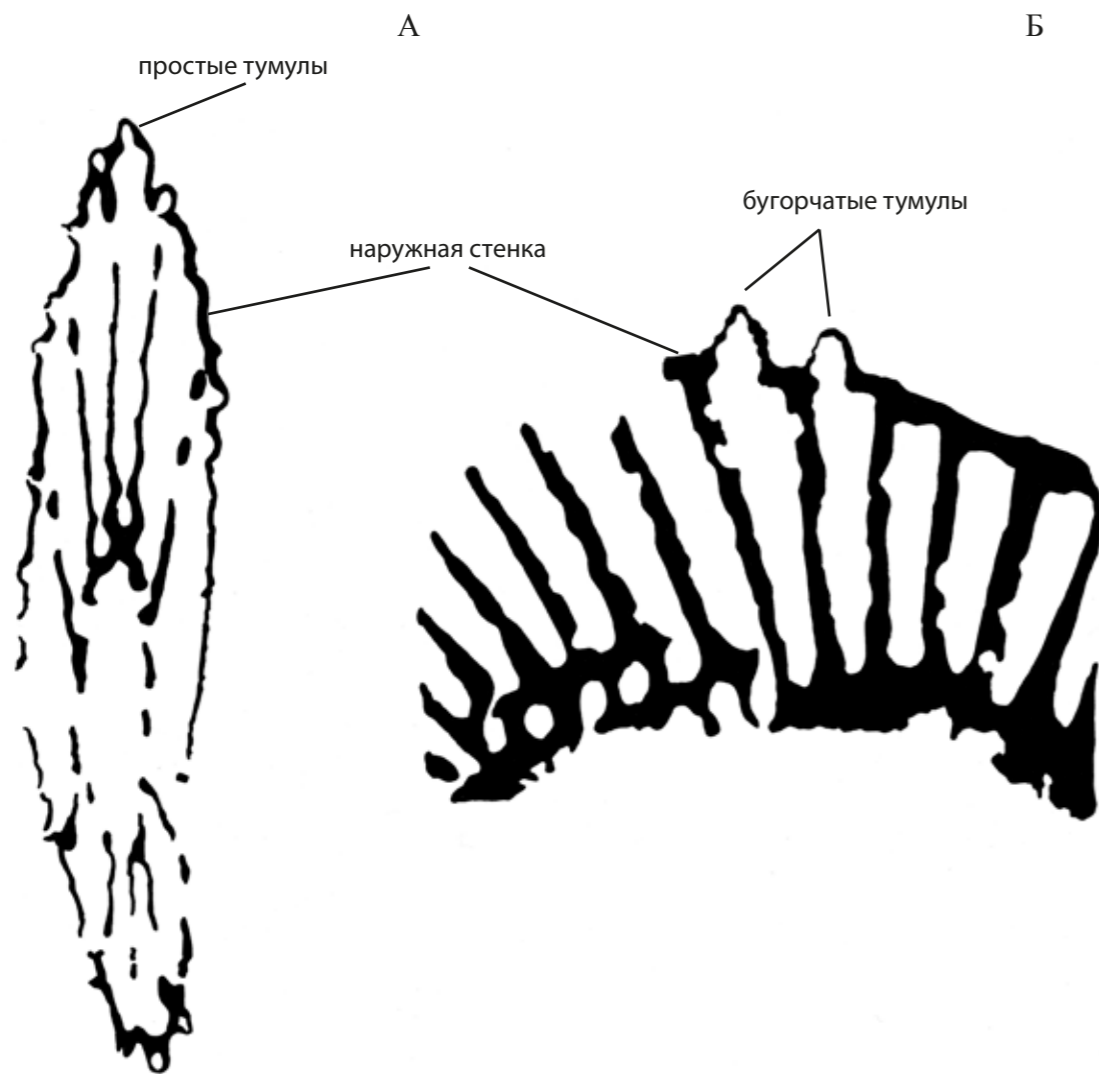 А
Б
простые тумулы
бугорчатые тумулы
наружная стенка